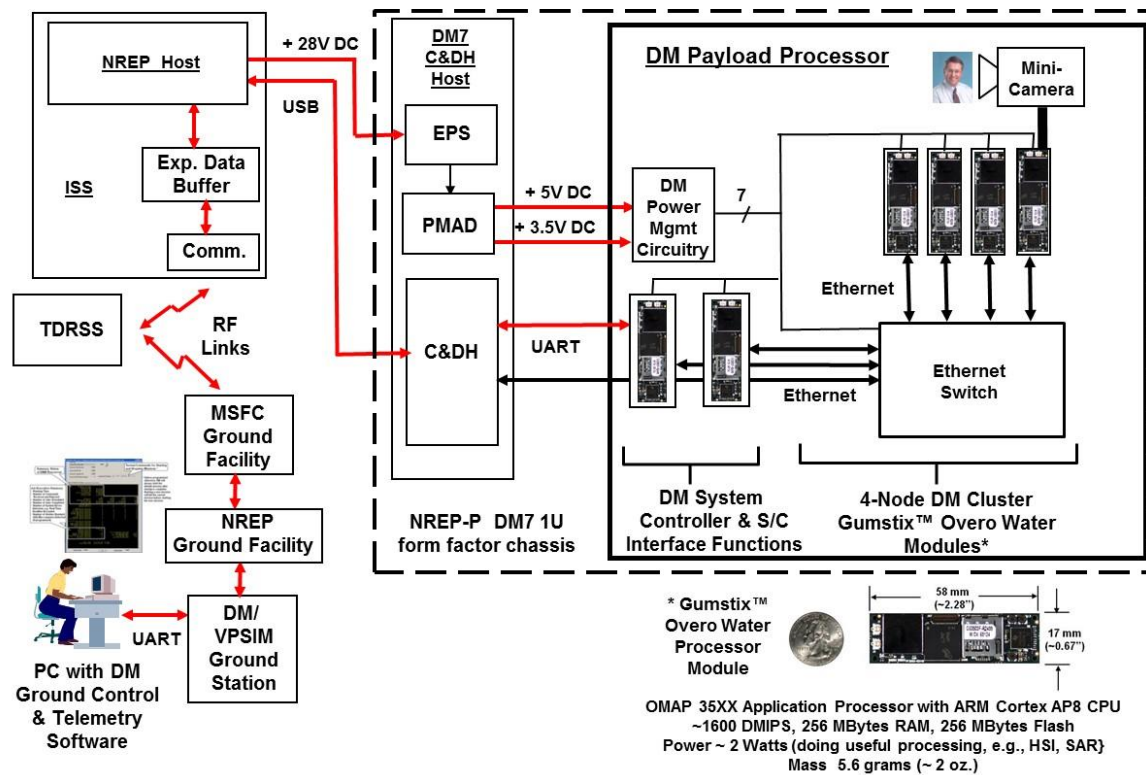 + 28V DC
NREP Host
USB
Exp. Data
Buffer
ISS
Comm.
TDRSS
RF
Links
MSFC
Ground
Facility
NREP
Ground Facility
UART
DM/
VPSIM
Ground
Station
PC with DM
Ground Control
& Telemetry
Software
DM7
C&DH
Host
EPS
PMAD
+ 5V DC
+ 3.5V DC
C&DH
UART
Ethernet
NREP-P DM7 1U
form factor chassis
DM Payload Processor
Mini-
Camera
DM
Power
Mgmt
Circuitry
7
Ethernet
Ethernet
Switch
DM System
Controller & S/C
Interface Functions
4-Node DM Cluster
Gumstix™ Overo Water
Modules*
* Gumstix™
Overo Water
Processor
Module
58 mm
(~2.28”)
17 mm
(~0.67”)
OMAP 35XX Application Processor with ARM Cortex AP8 CPU
~1600 DMIPS, 256 MBytes RAM, 256 MBytes Flash
Power ~ 2 Watts (doing useful processing, e.g., HSI, SAR}
Mass 5.6 grams (~ 2 oz.)